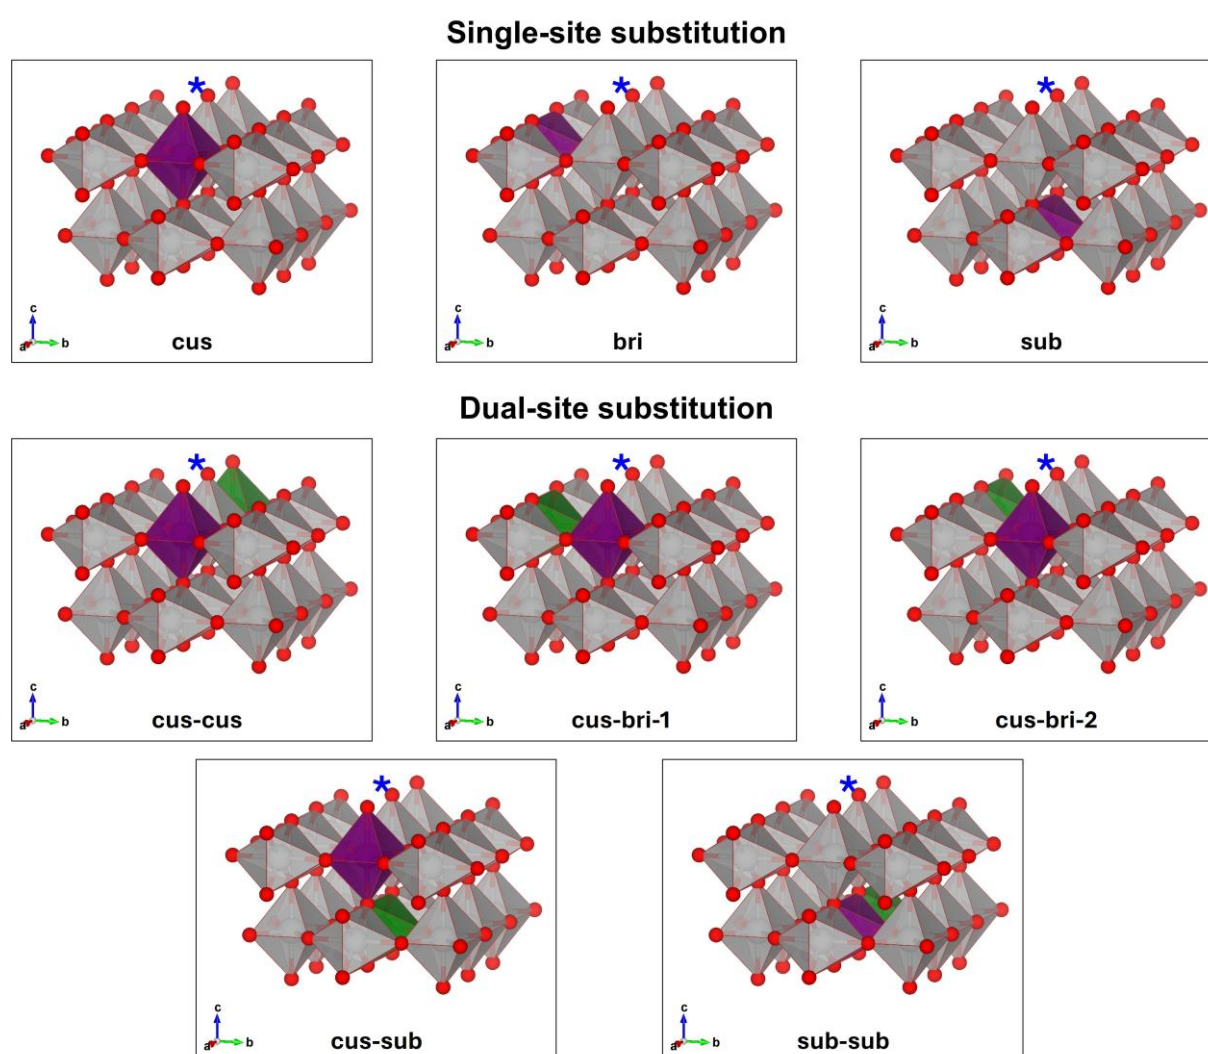 Single-site substitution
*
*
*
c
a
b
cus
c
a
b
bri
c
a
b
sub
Dual-site substitution
*
*
*
c
a
b
cus-cus
c
a
b
cus-bri-1
c
a
b
cus-bri-2
*
*
c
a
b
cus-sub
c
a
b
sub-sub